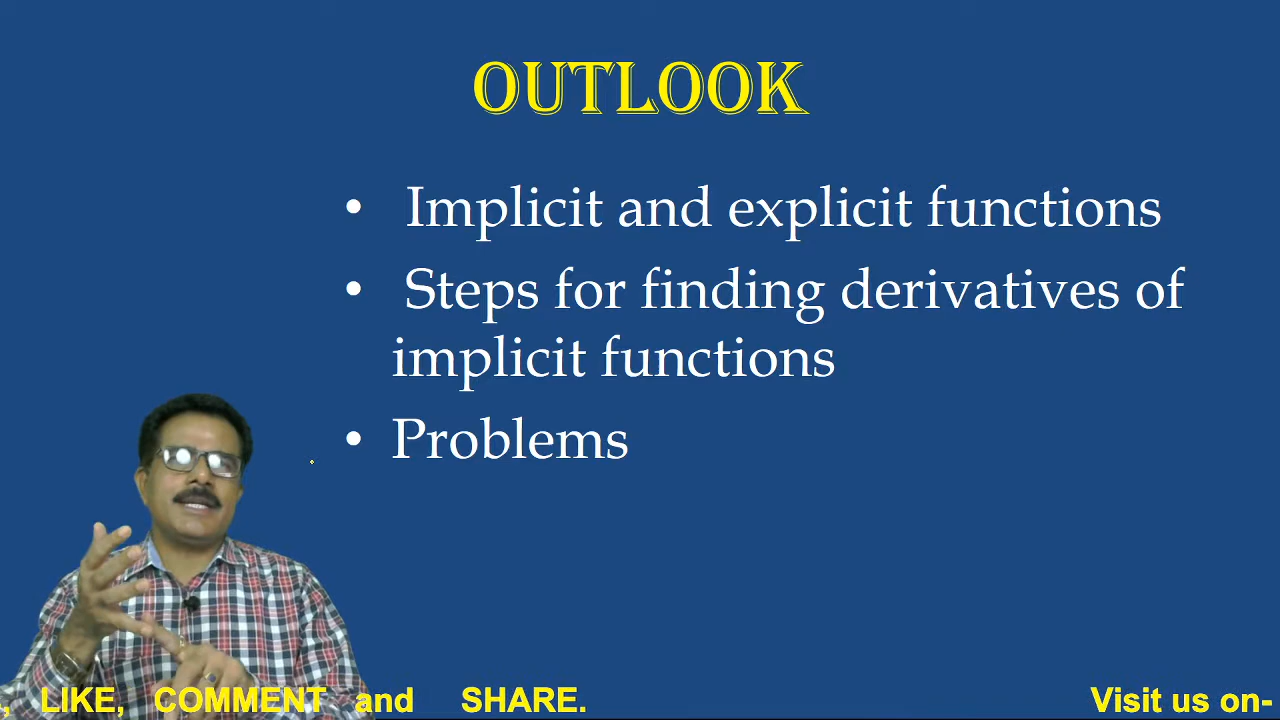 OUTLOOK
• Implicit and explicit functions
• Steps for finding derivatives of
implicit functions
• Problems
, LIKE, COMMENT and SHARE. Visit us on-